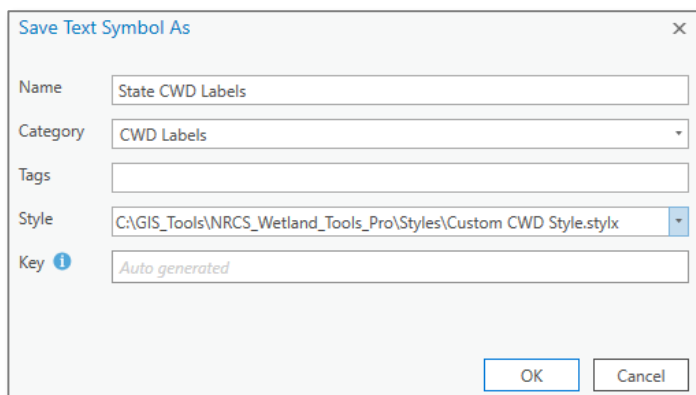 Save Text Symbol As
Name State CWD Labels
Category CWD Labels
Tags
Style C:\GIS_Tools\NRCS_Wetland_Tools_Pro\Styles\Custom CWD Style.stylx
Key Auto generated
OK Cancel